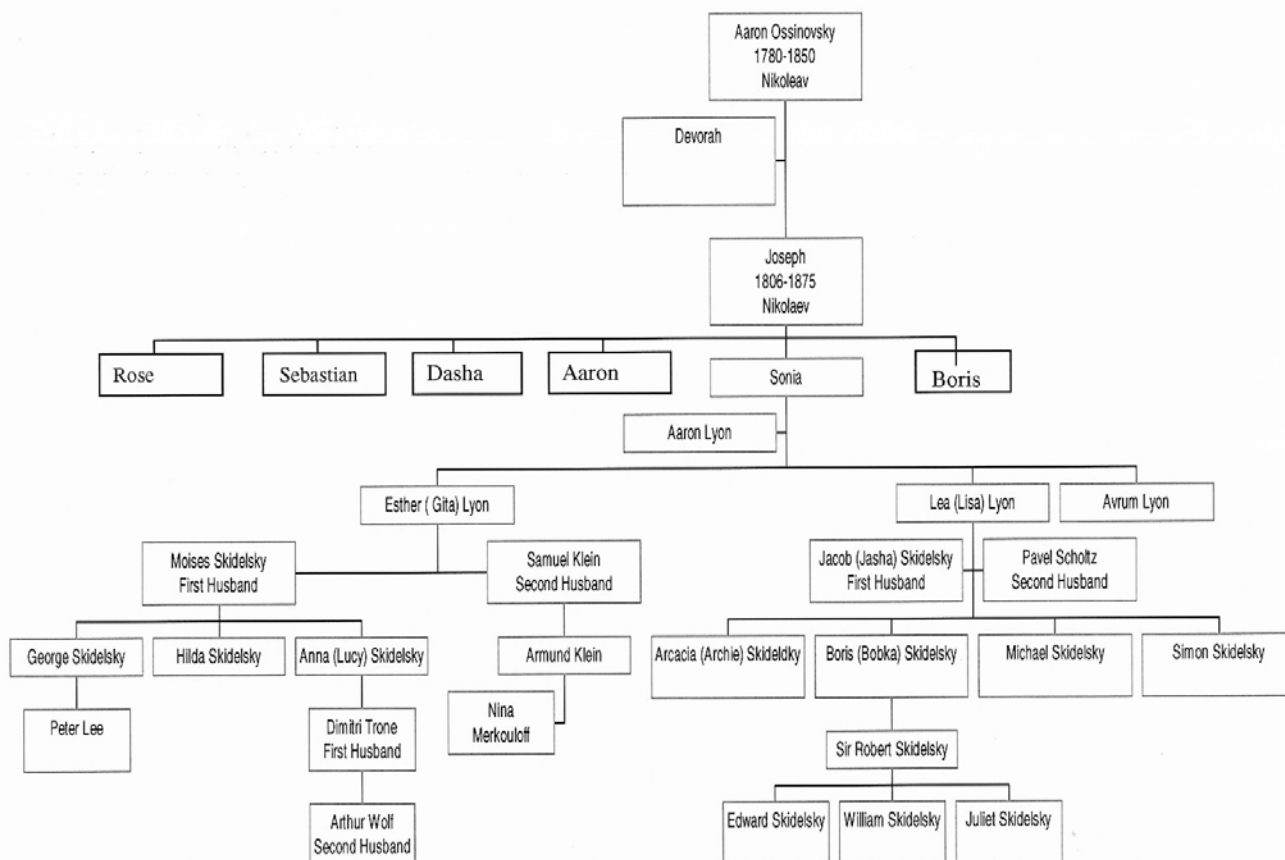 Aaron Ossinovsky
1780-1850
Nikoleav
Devorah
Joseph
1806-1875
Nikolaev
Rose
Sebastian
Dasha
Aaron
Sonia
Boris
Aaron Lyon
Esther ( Gita) Lyon
Lea (Lisa) Lyon
Avrum Lyon
Moises Skidelsky
First Husband
Samuel Klein
Second Husband
Jacob (Jasha) Skidelsky
First Husband
Pavel Scholtz
Second Husband
George Skidelsky
Hilda Skidelsky
Anna (Lucy) Skidelsky
Armund Klein
Arcacia (Archie) Skideldky
Boris (Bobka) Skidelsky
Michael Skidelsky
Simon Skidelsky
Peter Lee
Dimitri Trone
First Husband
Nina
Merkouloff
Sir Robert Skidelsky
Arthur Wolf
Second Husband
Edward Skidelsky
William Skidelsky
Juliet Skidelsky